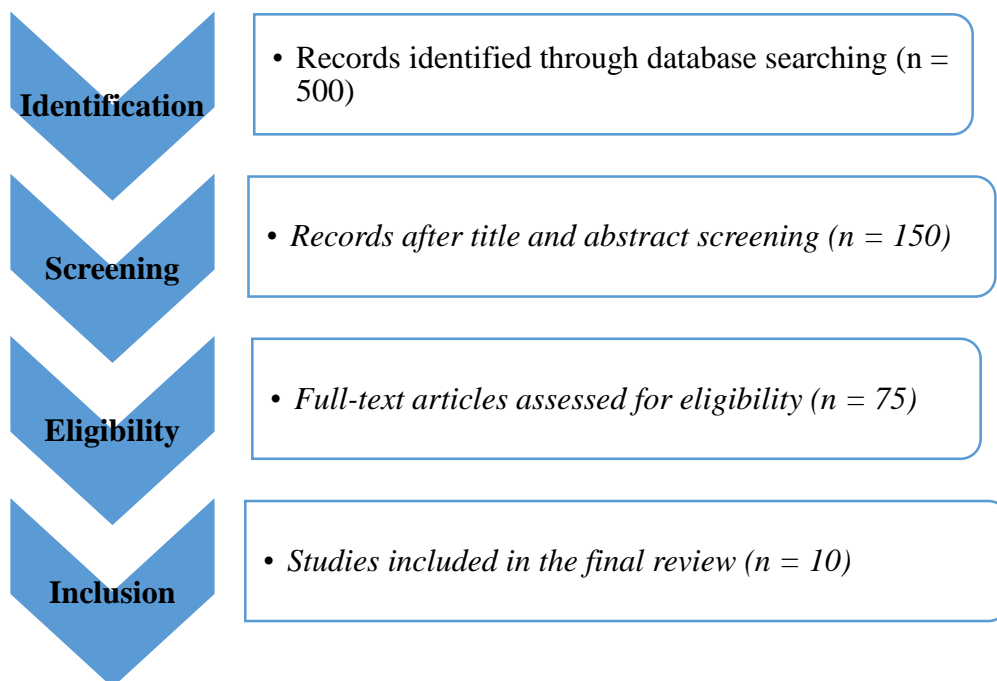 Identification
• Records identified through database searching (n =
500)
Screening
• Records after title and abstract screening (n = 150)
Eligibility
• Full-text articles assessed for eligibility (n = 75)
Inclusion
• Studies included in the final review (n = 10)